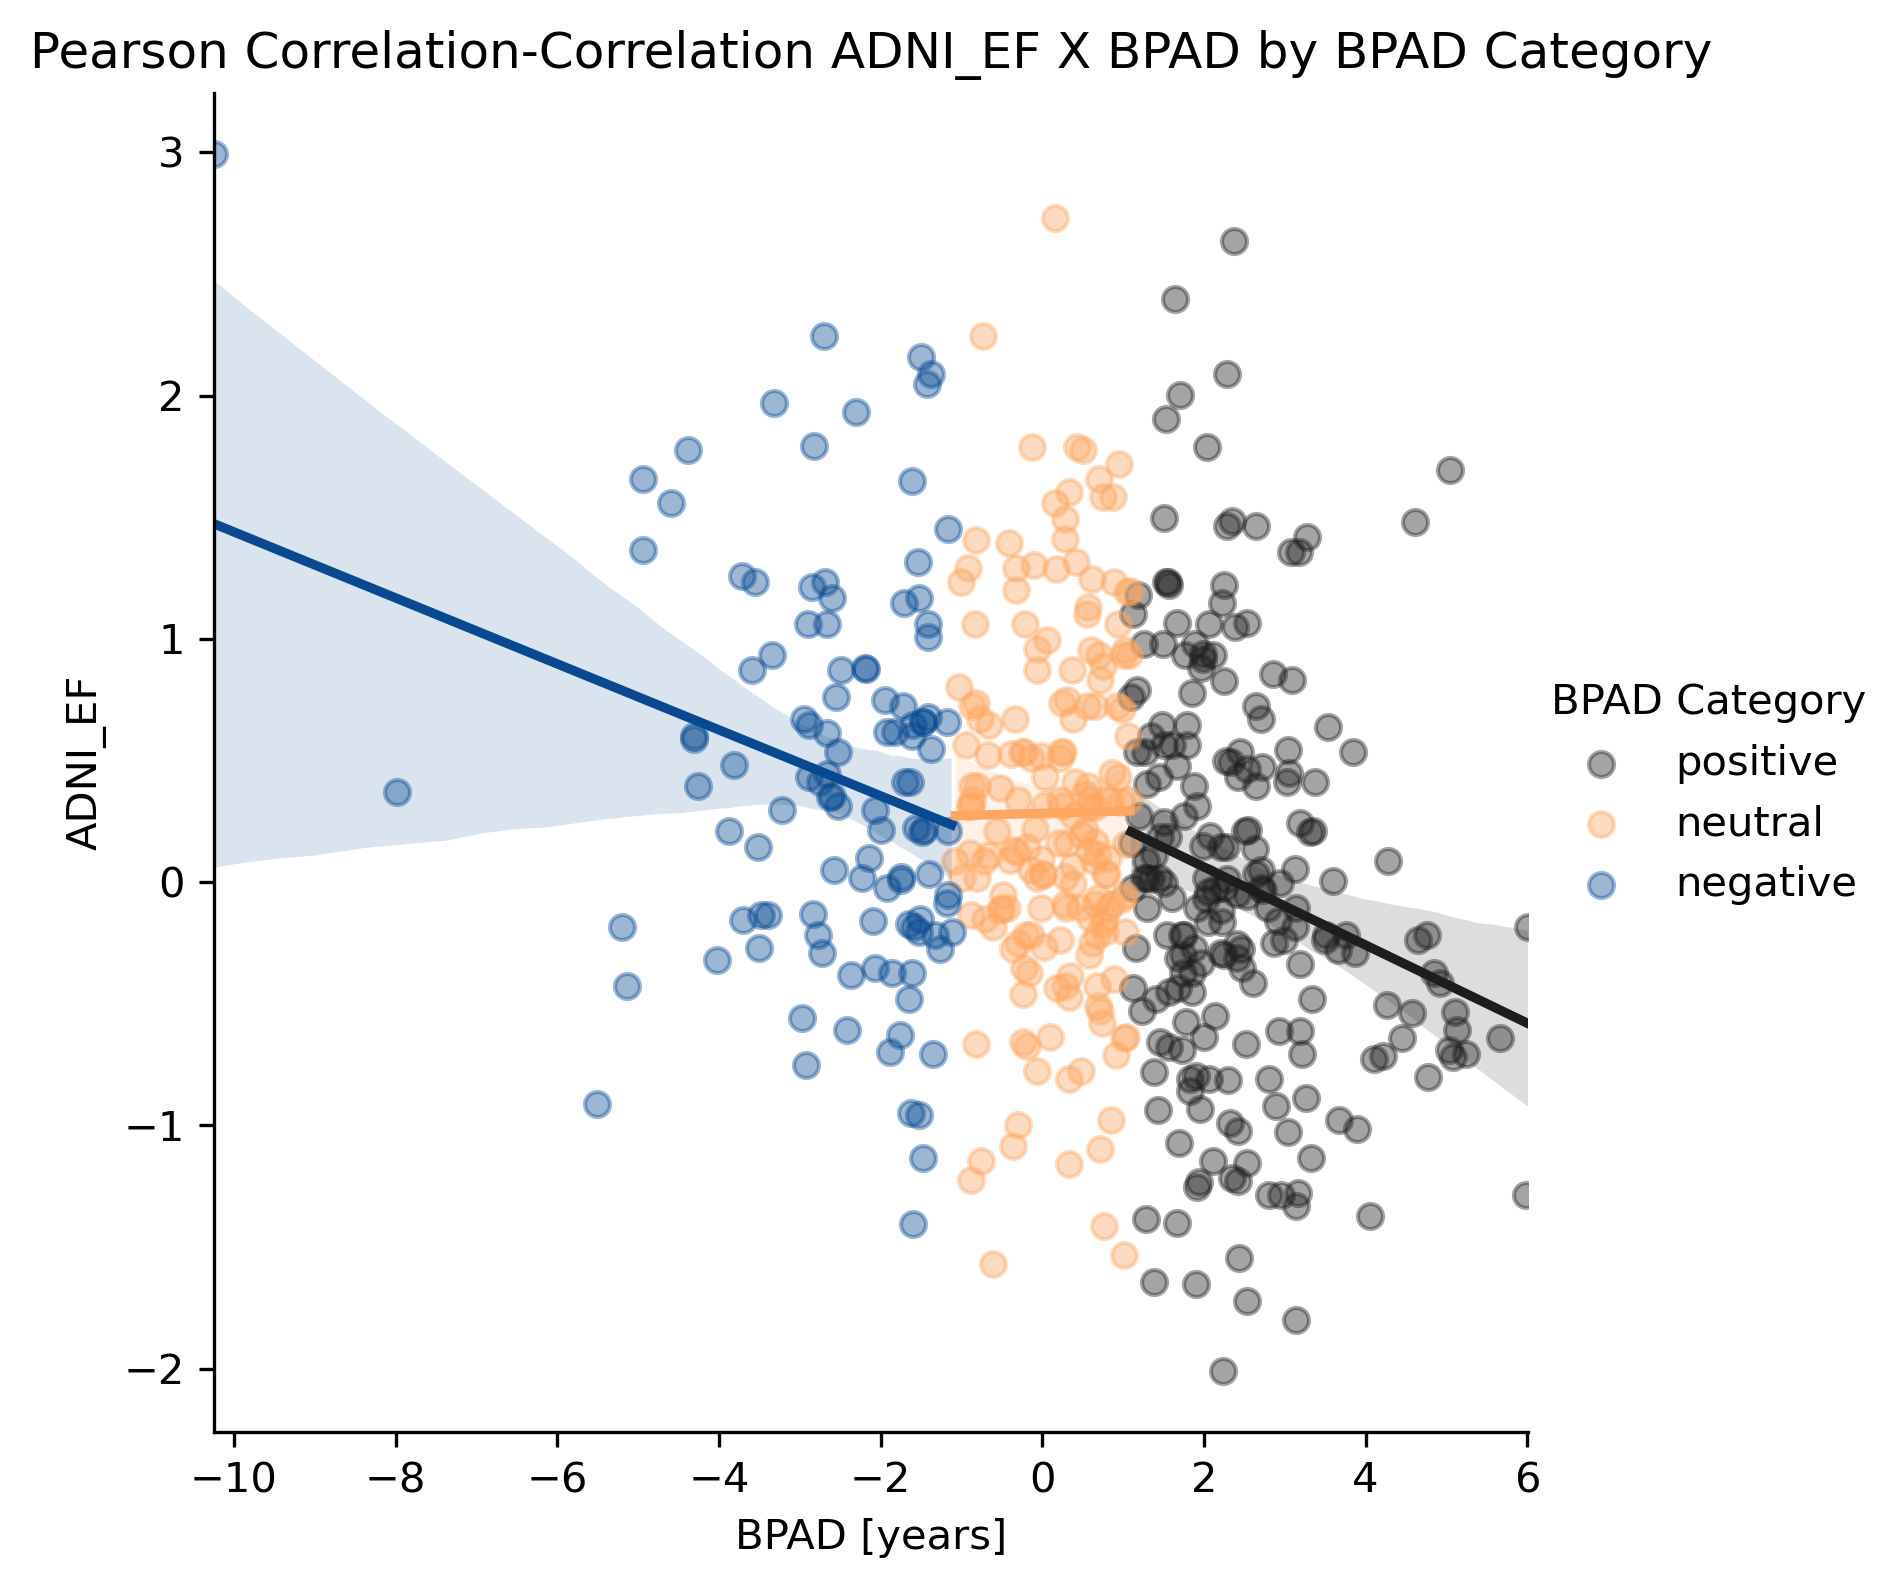 Pearson Correlation-Correlation ADNI_EF X BPAD by BPAD Category
3
2
1
0
−1
−2
ADNI_EF
−10 −8 −6 −4 −2 0 2 4 6
BPAD [years]
BPAD Category
positive
neutral
negative